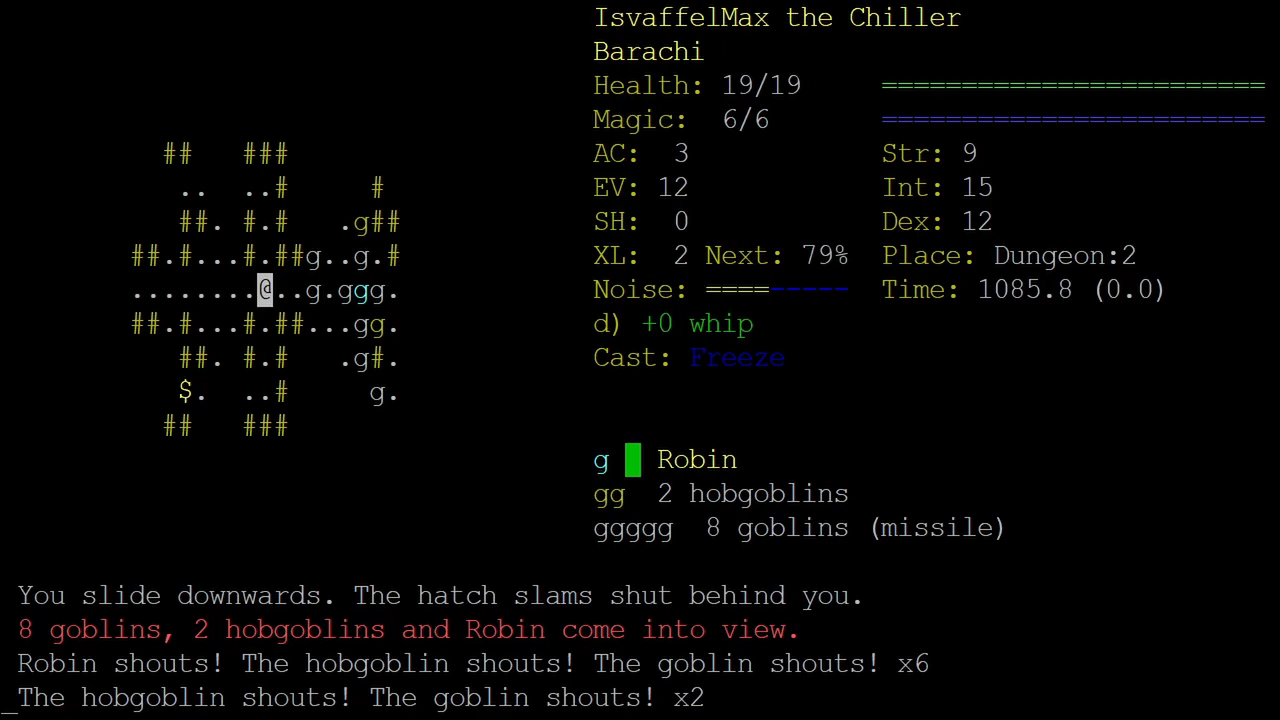 IsvaffelMax the Chiller
Barachi
Health: 19/19 ========================
Magic:  6/6 ========================
##   ### AC:  3 Str: 9
..  ..# # EV: 12 Int: 15
##. #.# .g## SH:  0 Dex: 12
##.#...#.##g..g.# XL:  2 Next: 79% Place: Dungeon:2
........@..g.ggg. Noise: ====----- Time: 1085.8 (0.0)
##.#...#.##...gg. d) +0 whip
##. #.# .g#. Cast: Freeze
$. ..# g.
##   ###
g Robin
gg  2 hobgoblins
ggggg  8 goblins (missile)
You slide downwards. The hatch slams shut behind you.
8 goblins, 2 hobgoblins and Robin come into view.
Robin shouts! The hobgoblin shouts! The goblin shouts! x6
_The hobgoblin shouts! The goblin shouts! x2